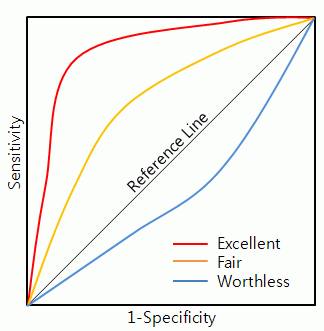 Sensitivity
Reference Line
Excellent
Fair
Worthless
1-Specificity